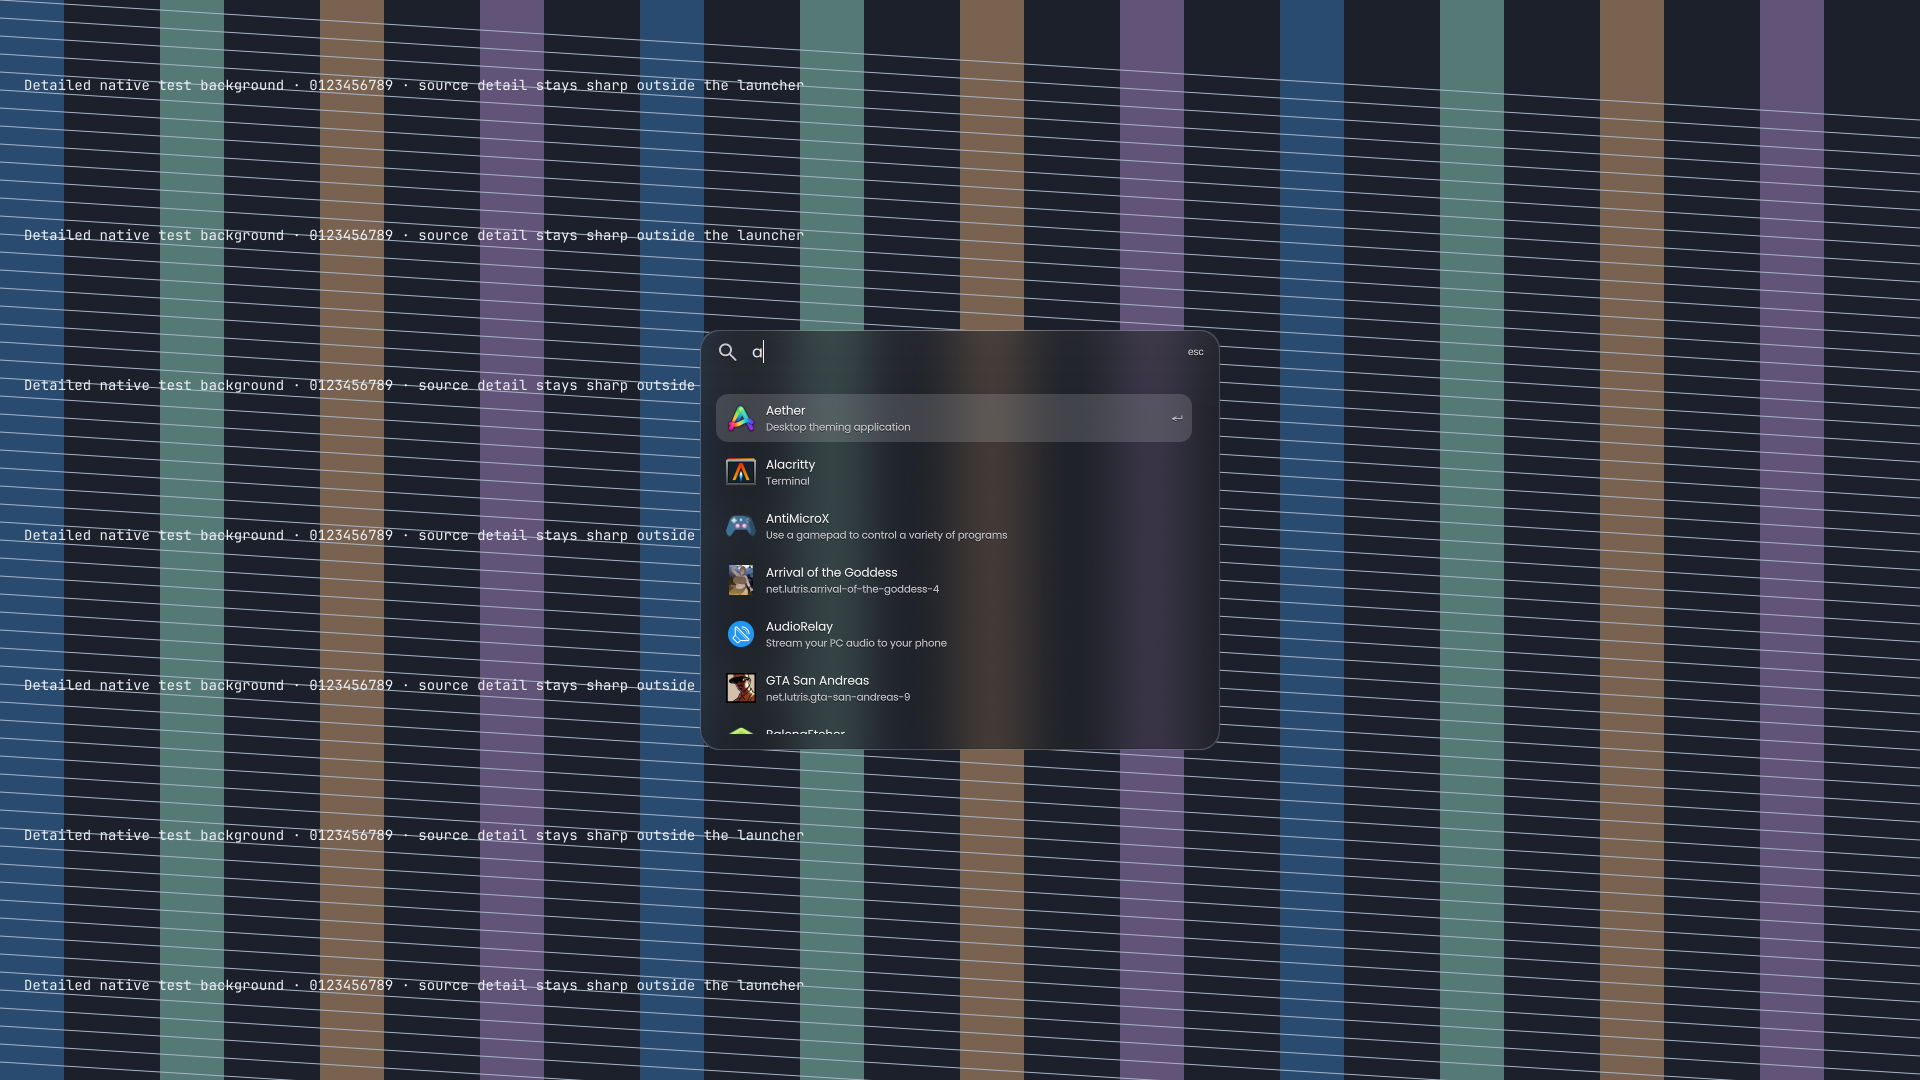 Detailed native test background · 0123456789 · source detail stays sharp outside the launcher
Detailed native test background · 0123456789 · source detail stays sharp outside the launcher
a
esc
Detailed native test background · 0123456789 · source detail stays sharp outside
Aether
Desktop theming application
Alacritty
Terminal
AntiMicroX
Use a gamepad to control a variety of programs
Detailed native test background · 0123456789 · source detail stays sharp outside
Arrival of the Goddess
net.lutris.arrival-of-the-goddess-4
AudioRelay
Stream your PC audio to your phone
GTA San Andreas
net.lutris.gta-san-andreas-9
Detailed native test background · 0123456789 · source detail stays sharp outside
BalenaEtcher
Detailed native test background · 0123456789 · source detail stays sharp outside the launcher
Detailed native test background · 0123456789 · source detail stays sharp outside the launcher